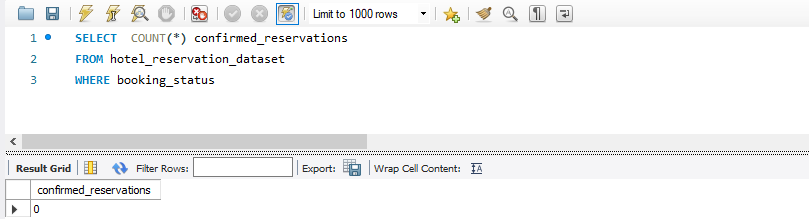 Limit to 1000 rows
1 SELECT COUNT(*) confirmed_reservations
2 FROM hotel_reservation_dataset
3 WHERE booking_status
Result Grid Filter Rows: Export: Wrap Cell Content:
confirmed_reservations
0